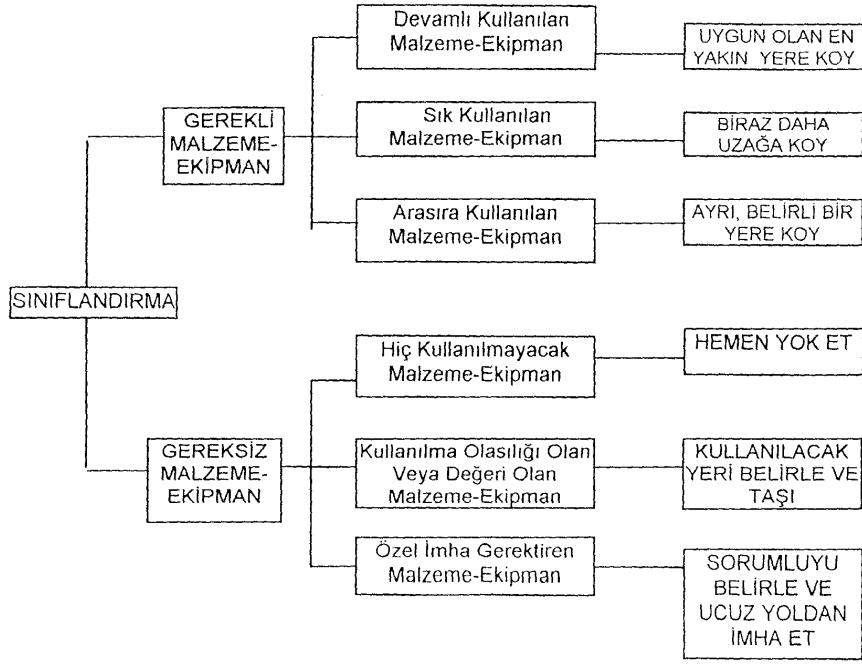 SINIFLANDIRMA
GEREKLİ
MALZEME-
EKİPMAN
Devamlı Kullanılan
Malzeme-Ekipman
UYGUN OLAN EN
YAKIN YERE KOY
Sık Kullanılan
Malzeme-Ekipman
BİRAZ DAHA
UZAĞA KOY
Arasıra Kullanılan
Malzeme-Ekipman
AYRI, BELİRLİ BİR
YERE KOY
GEREKSİZ
MALZEME-
EKİPMAN
Hiç Kullanılmayacak
Malzeme-Ekipman
HEMEN YOK ET
Kullanılma Olasılığı Olan
Veya Değeri Olan
Malzeme-Ekipman
KULLANILACAK
YERİ BELİRLE VE
TAŞI
Özel İmha Gerektiren
Malzeme-Ekipman
SORUMLUYU
BELİRLE VE
UCUZ YOLDAN
İMHA ET